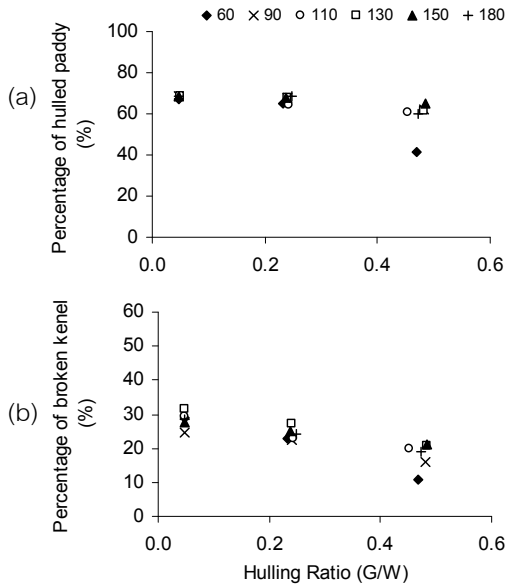 60 90 110 130 150 180
(a)
Percentage of hulled paddy
(%)
100
80
60
40
20
0
0.0 0.2 0.4 0.6
(b)
Percentage of broken kenel
(%)
60
50
40
30
20
10
0
0.0 0.2 0.4 0.6
Hulling Ratio (G/W)